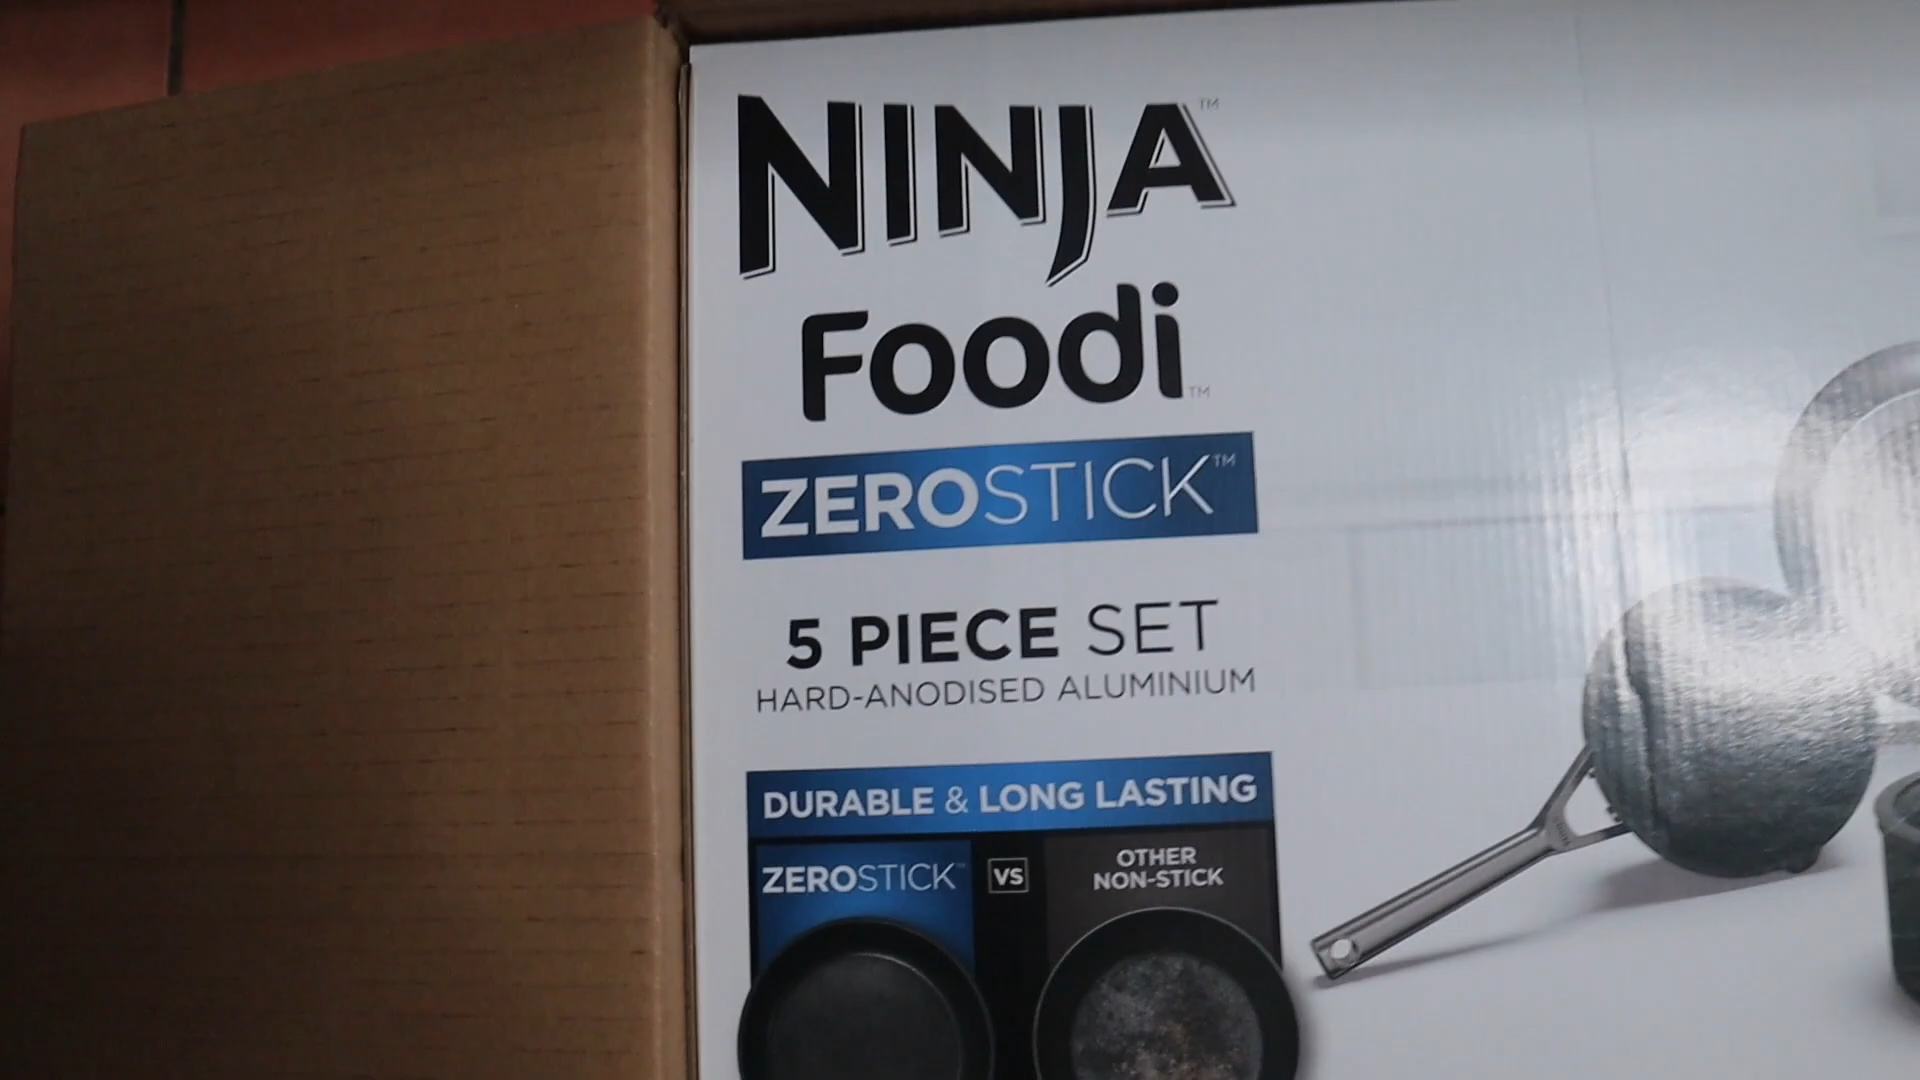 NINJA™
Foodi™
ZEROSTICK™
5 PIECE SET
HARD-ANODISED ALUMINIUM
DURABLE & LONG LASTING
ZEROSTICK™
VS
OTHER
NON-STICK